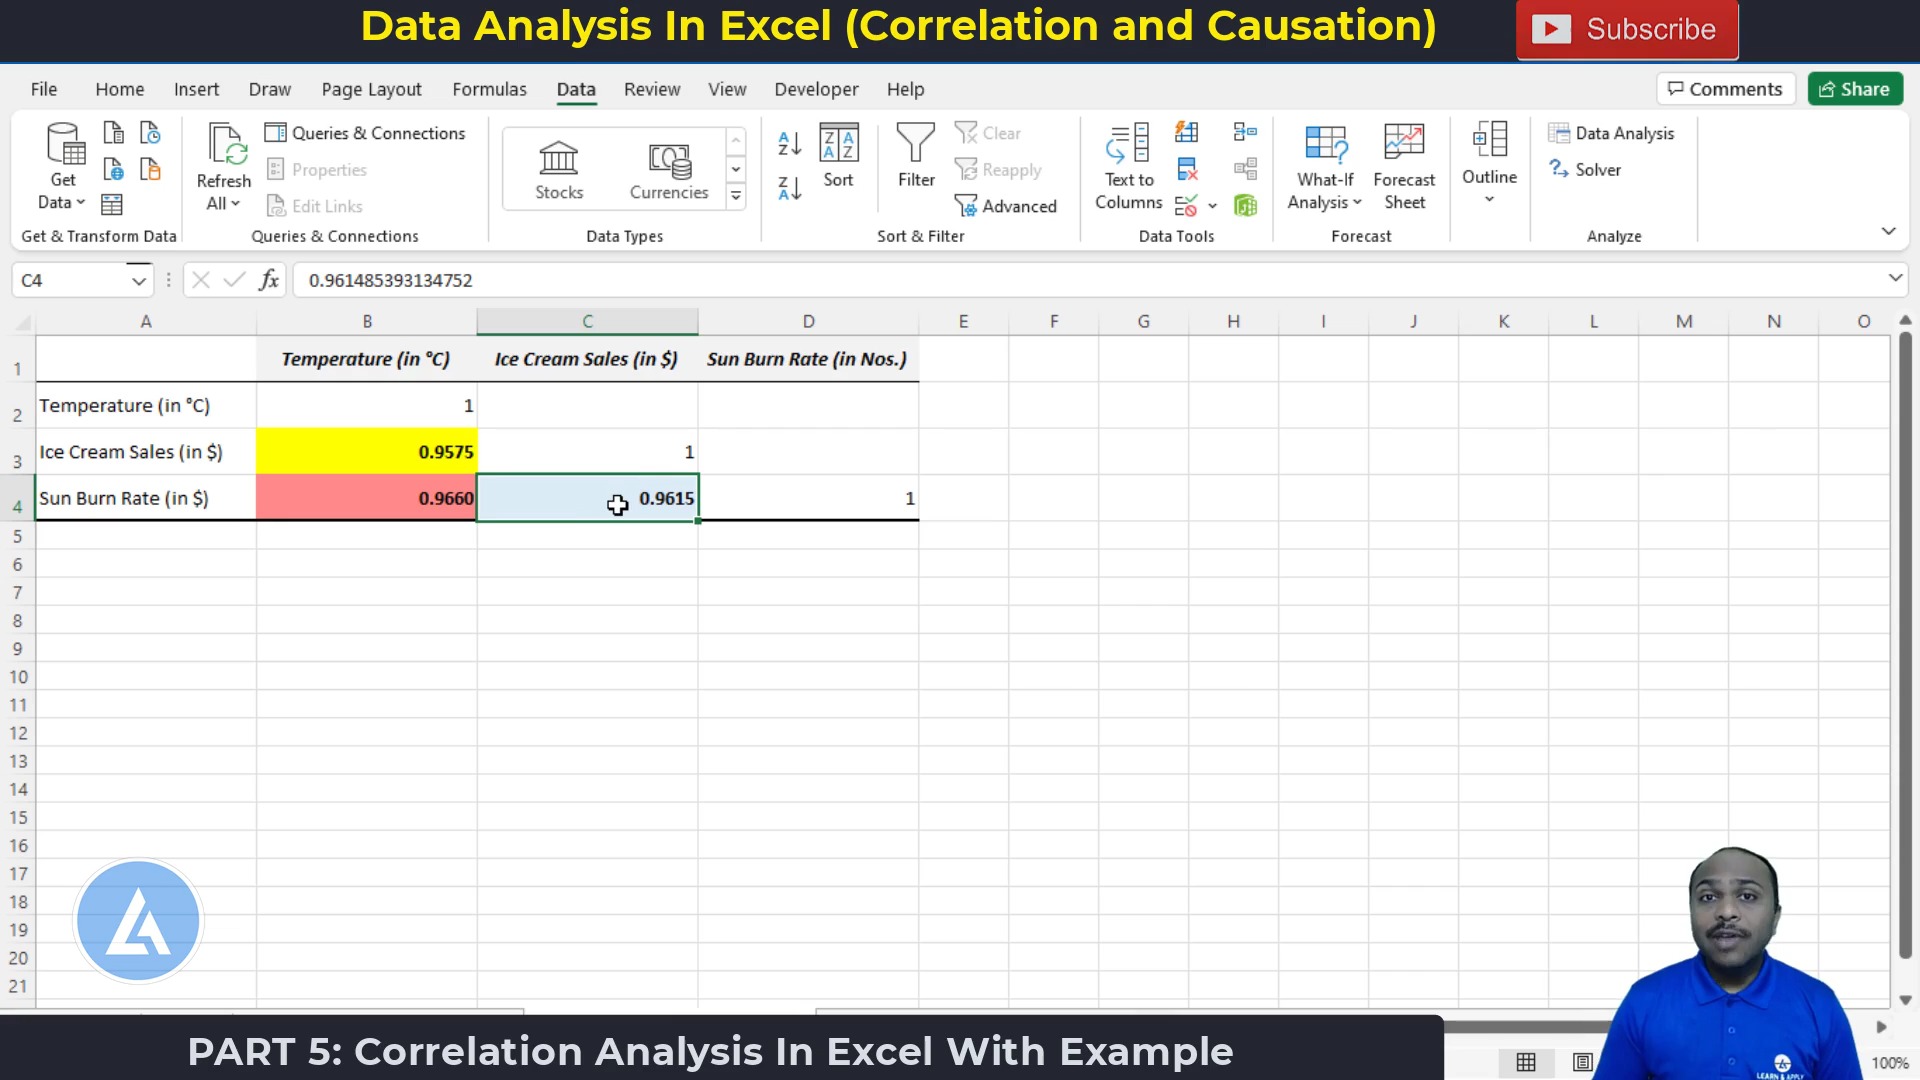 Data Analysis In Excel (Correlation and Causation)
Subscribe
File Home Insert Draw Page Layout Formulas Data Review View Developer Help
Comments Share
Get Data
Refresh All
Queries & Connections
Properties
Edit Links
Stocks
Currencies
Sort
Filter
Clear
Reapply
Advanced
Text to Columns
What-If Analysis
Forecast Sheet
Outline
Data Analysis
Solver
Get & Transform Data
Queries & Connections
Data Types
Sort & Filter
Data Tools
Forecast
Analyze
C4 fx 0.961485393134752
A B C D E F G H I J K L M N O
1 Temperature (in °C) Ice Cream Sales (in $) Sun Burn Rate (in Nos.)
2 Temperature (in °C) 1
3 Ice Cream Sales (in $) 0.9575 1
4 Sun Burn Rate (in $) 0.9660 0.9615 1
5
6
7
8
9
10
11
12
13
14
15
16
17
18
19
20
21
PART 5: Correlation Analysis In Excel With Example
LEARN & APPLY
100%